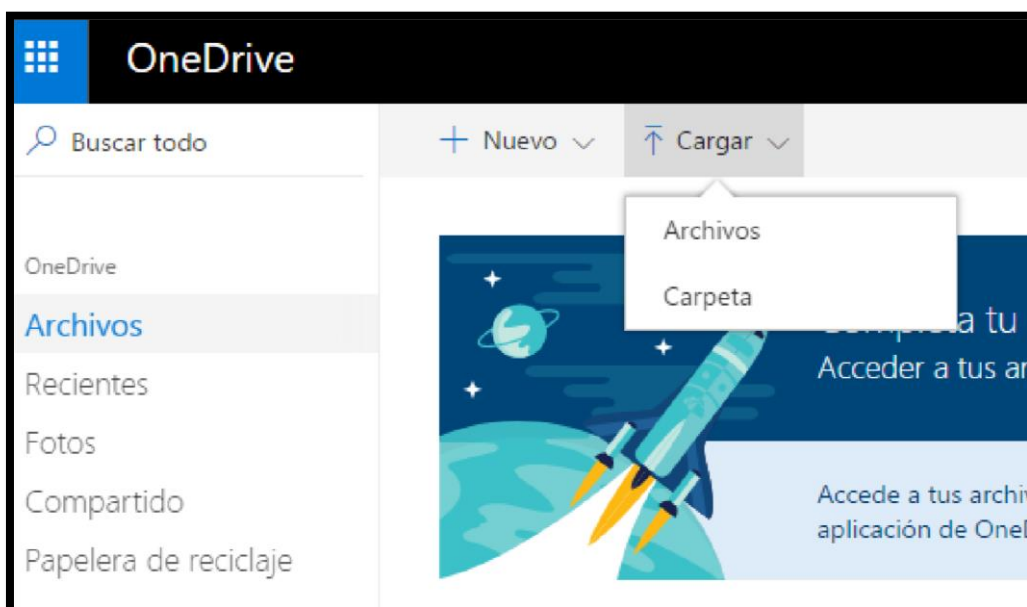 OneDrive
Buscar todo
Nuevo
Cargar
Archivos
Carpeta
OneDrive
Archivos
Recientes
Fotos
Compartido
Papelera de reciclaje
a tu
Acceder a tus
Accede a tus
aplicación de